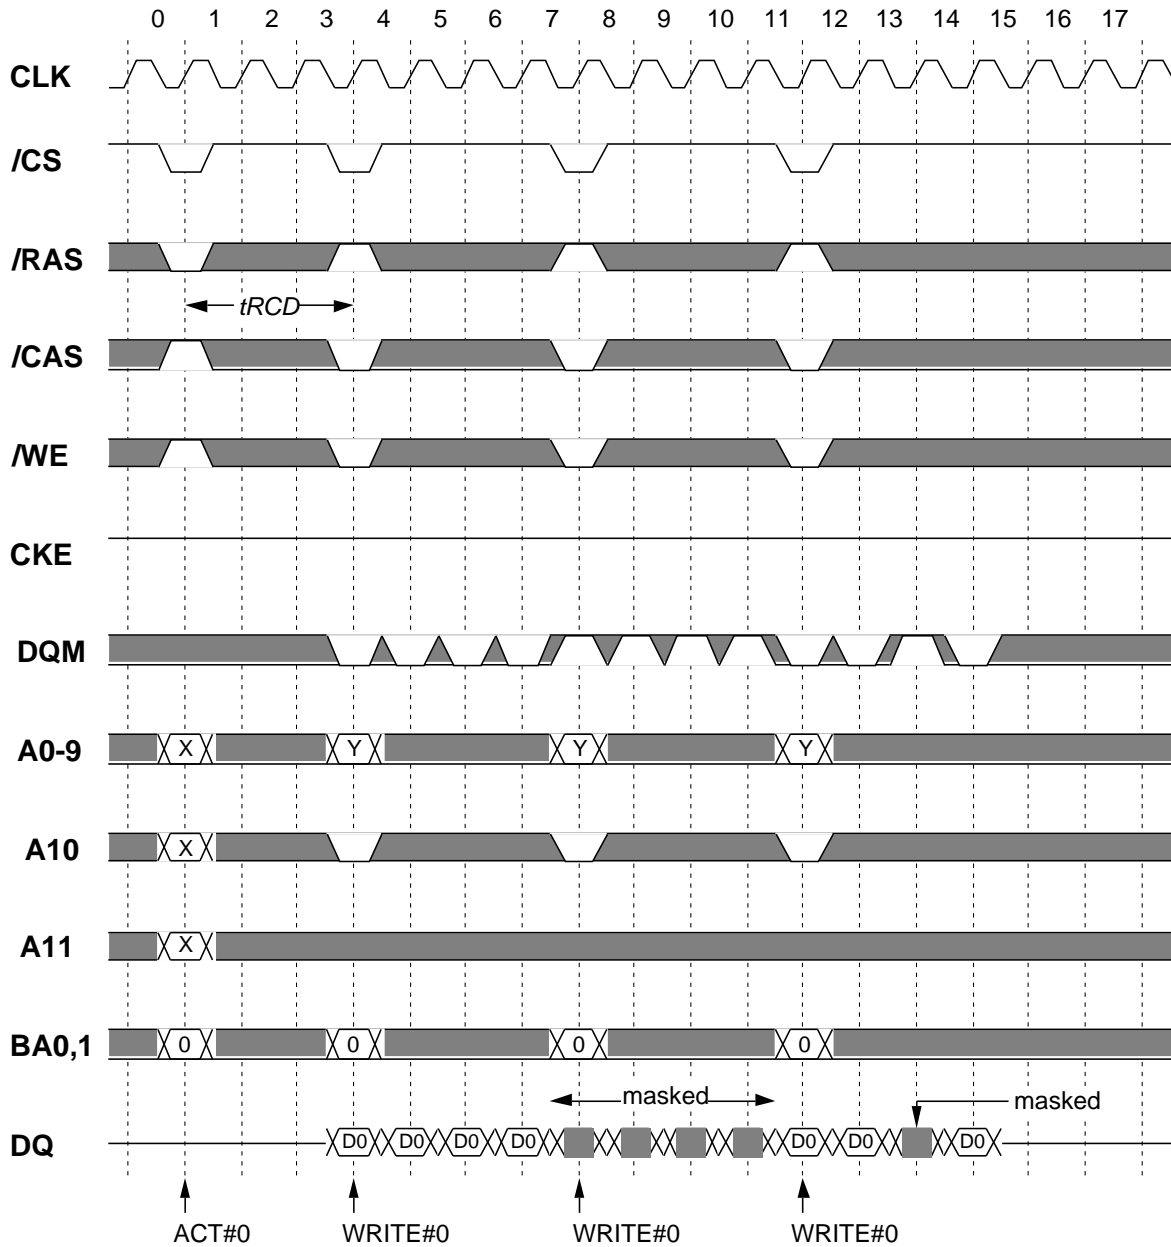 0 1 2 3 4 5 6 7 8 9 10 11 12 13 14 15 16 17
CLK
/CS
/RAS
tRCD
/CAS
/WE
CKE
DQM
A0-9 X Y Y Y
A10 X
A11 X
BA0,1 0 0 0 0
masked masked
DQ D0 D0 D0 D0 D0 D0 D0
ACT#0 WRITE#0 WRITE#0 WRITE#0